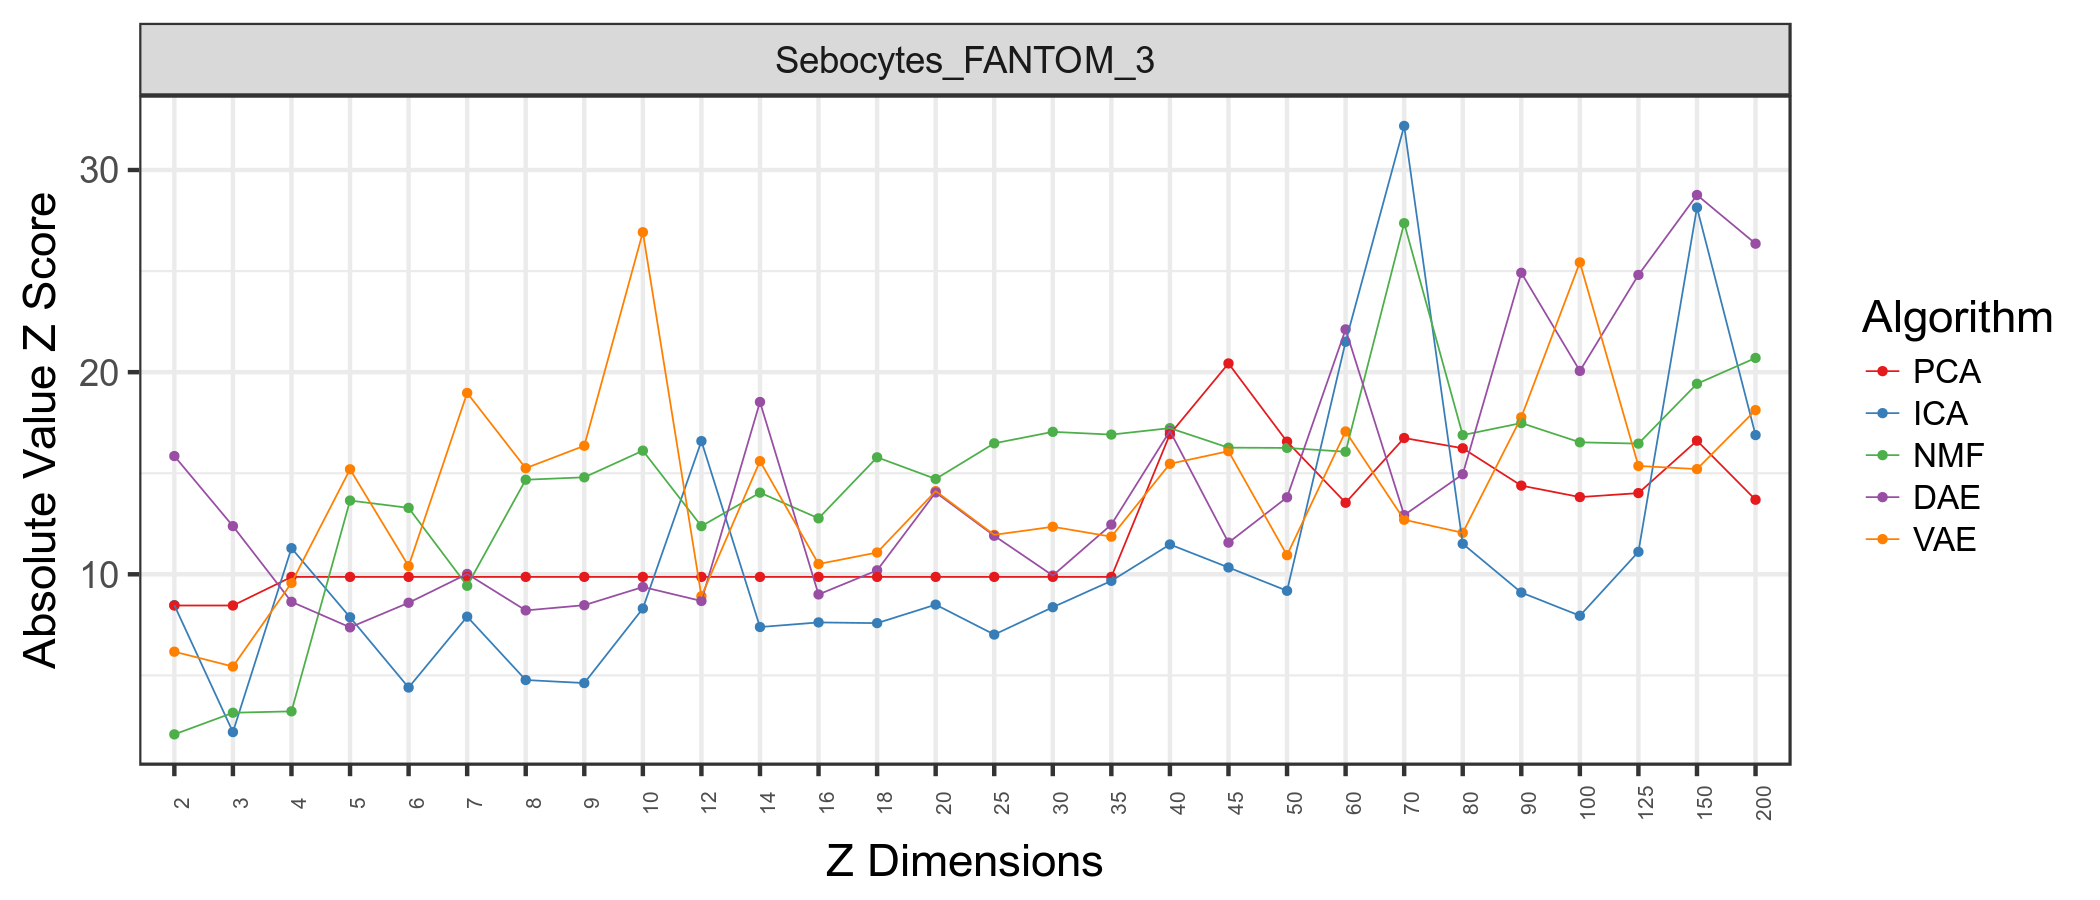 Sebocytes_FANTOM_3
Absolute Value Z Score
30
20
10
2 3 4 5 6 7 8 9 10 12 14 16 18 20 25 30 35 40 45 50 60 70 80 90 100 125 150 200
Z Dimensions
Algorithm
PCA
ICA
NMF
DAE
VAE